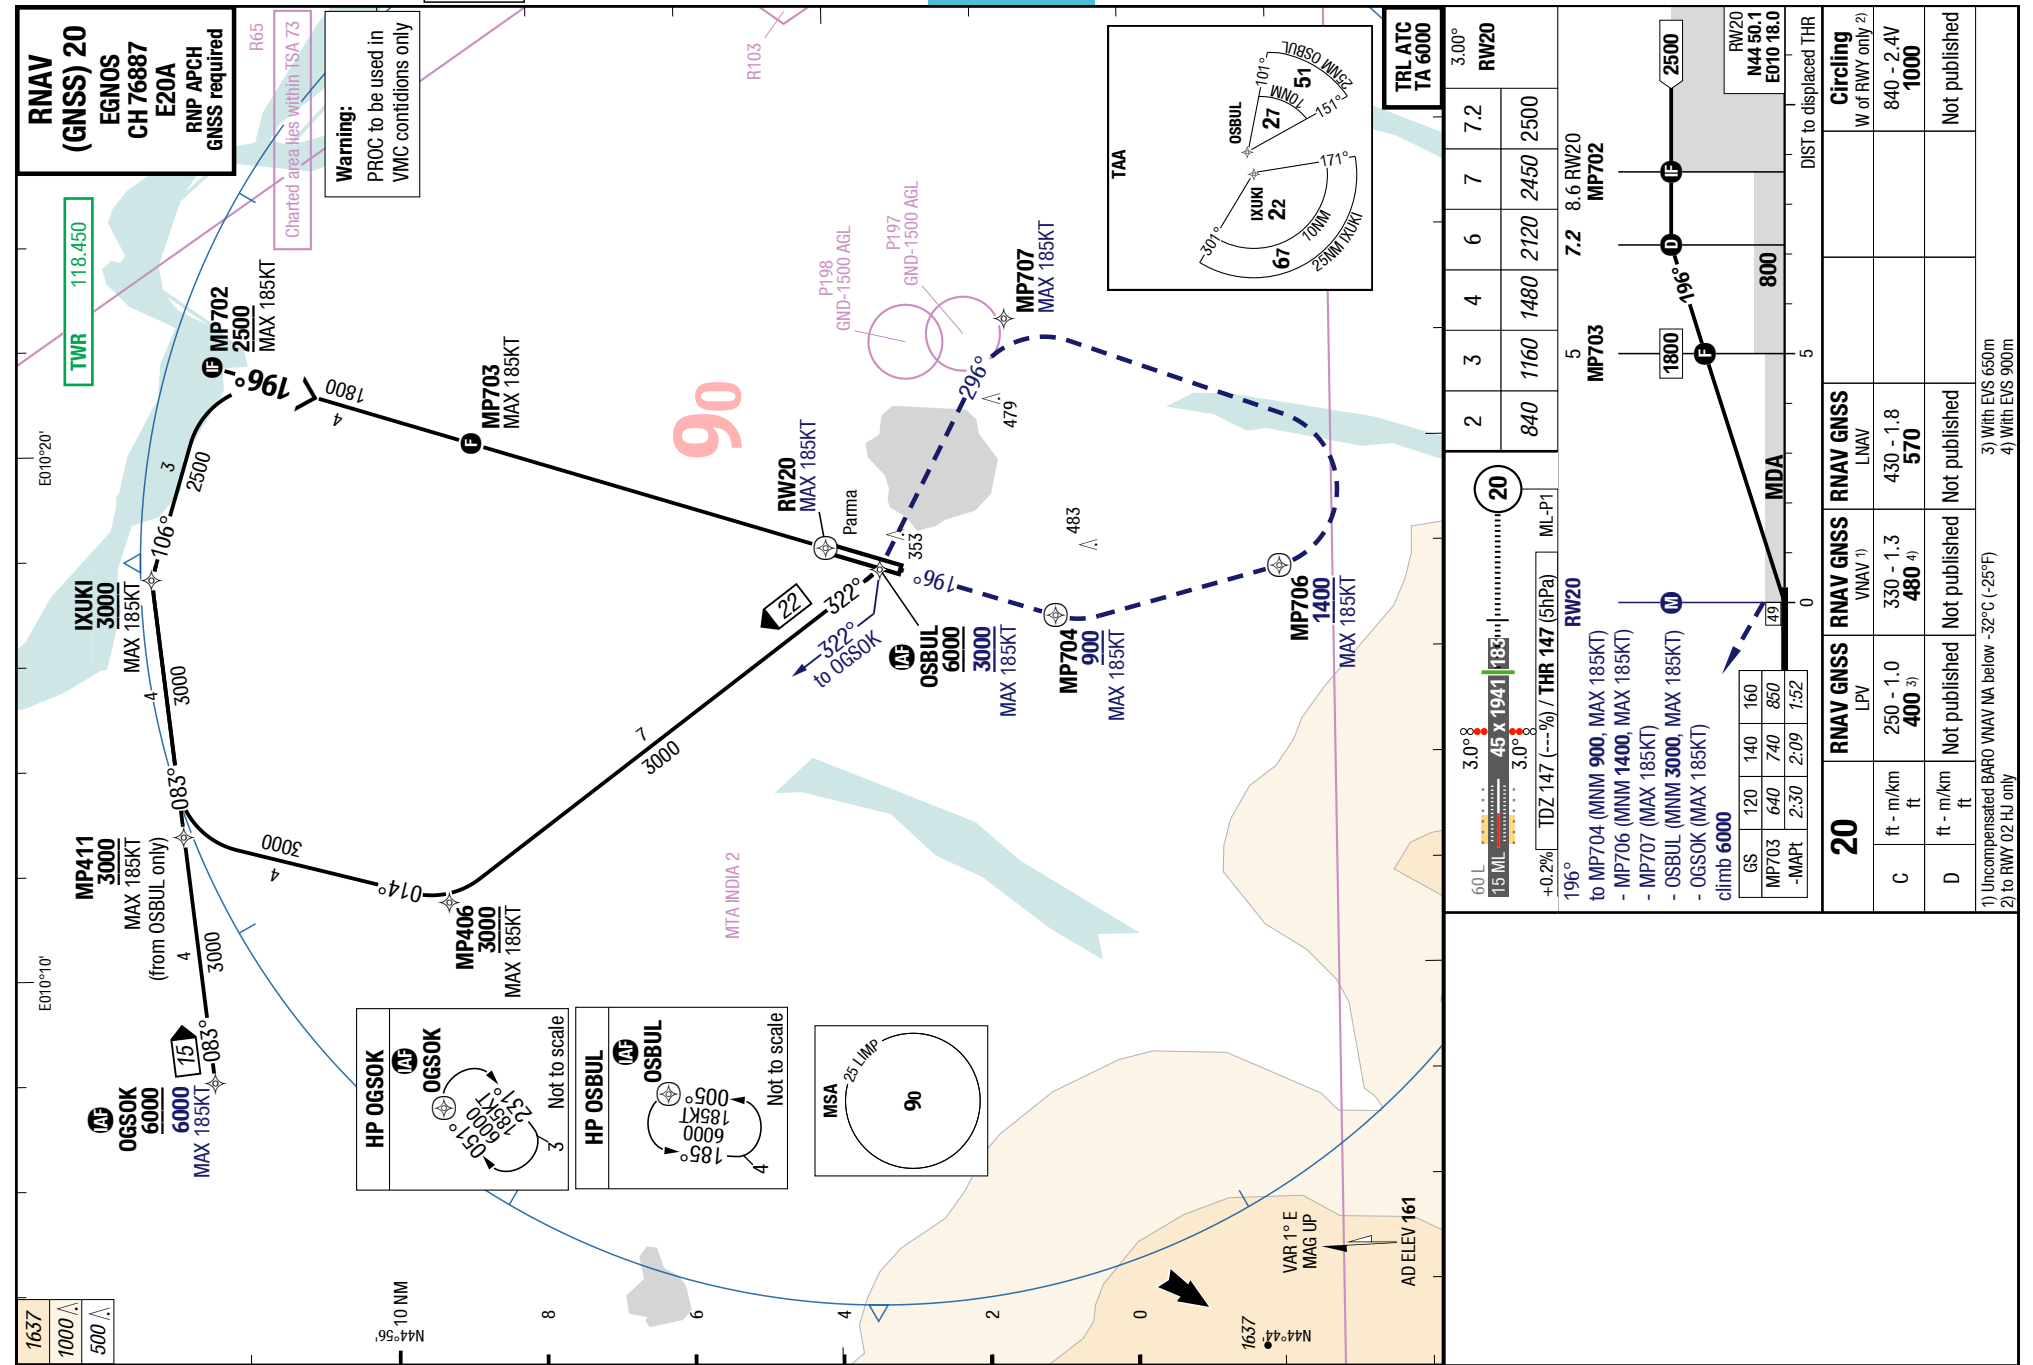 RNAV
(GNSS) 20
EGNOS
CH 76887
E20A
RNP APCH
GNSS required
TWR 118.450
R65
Charted area lies within TSA 73
Warning:
PROC to be used in
VMC contidions only
R103
TRL ATC
TA 6000
TAA
OSBUL
27
51
101°
151°
10NM
25NM OSBUL
IXUKI
22
67
301°
171°
10NM
25NM IXUKI
IF MP702
2500
MAX 185KT
196°
1800
4
F MP703
MAX 185KT
90
P198
GND-1500 AGL
P197
GND-1500 AGL
MP707
MAX 185KT
296°
479
E010°20'
IXUKI
3000
MAX 185KT
106°
3
2500
4
3000
083°
RW20
MAX 185KT
Parma
353
483
196°
22
322°
322°
to OGSOK
IAF
OSBUL
6000
3000
MAX 185KT
MP704
900
MAX 185KT
MP706
1400
MAX 185KT
7
3000
MP411
3000
MAX 185KT
(from OSBUL only)
4
3000
014°
MP406
3000
MAX 185KT
MTA INDIA 2
E010°10'
4
3000
083°
15
IAF
OGSOK
6000
6000
MAX 185KT
HP OGSOK
IAF
OGSOK
051°
6000
185KT
231°
3
Not to scale
HP OSBUL
IAF
OSBUL
005°
185KT
6000
185°
4
Not to scale
MSA
25 LIMP
90
VAR 1° E
MAG UP
AD ELEV 161
1637
1000
500
N44°56'
10 NM
8
6
4
2
0
1637
N44°44'
3.00°
RW20
2 3 4 6 7 7.2
840 1160 1480 2120 2450 2500
20
60 L
15 ML
3.0°
45 x 1941
183
3.0°
+0.2%
TDZ 147 (---%) / THR 147 (5hPa)
ML-P1
196°
to MP704 (MNM 900, MAX 185KT)
- MP706 (MNM 1400, MAX 185KT)
- MP707 (MAX 185KT)
- OSBUL (MNM 3000, MAX 185KT)
- OGSOK (MAX 185KT)
climb 6000
RW20
5
MP703
7.2
8.6 RW20
MP702
M
49
0
MDA
1800
F
5
196°
D
800
IF
2500
RW20
N44 50.1
E010 18.0
DIST to displaced THR
GS 120 140 160
MP703 640 740 850
-MAPt 2:30 2:09 1:52
20
RNAV GNSS
LPV
RNAV GNSS
VNAV 1)
RNAV GNSS
LNAV
Circling
W of RWY only 2)
C
ft - m/km
ft
250 - 1.0
400 3)
330 - 1.3
480 4)
430 - 1.8
570
840 - 2.4V
1000
D
ft - m/km
ft
Not published
Not published
Not published
Not published
1) Uncompensated BARO VNAV NA below -32°C (-25°F)
2) to RWY 02 HJ only
3) With EVS 650m
4) With EVS 900m